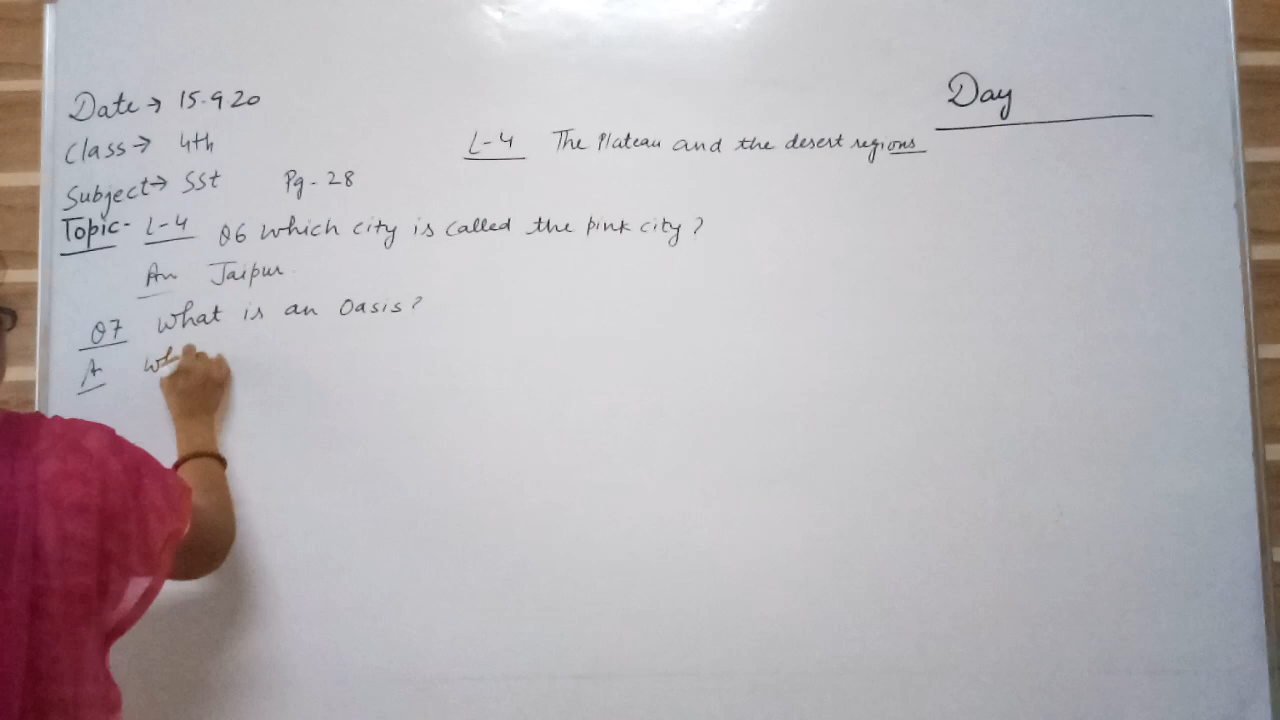 Day
Date → 15.9.20
Class → 4th
L-4 The Plateau and the desert regions
Subject → SSt Pg - 28
Topic - L-4 Q6 Which city is called the pink city?
An Jaipur
Q7 What is an Oasis?
A